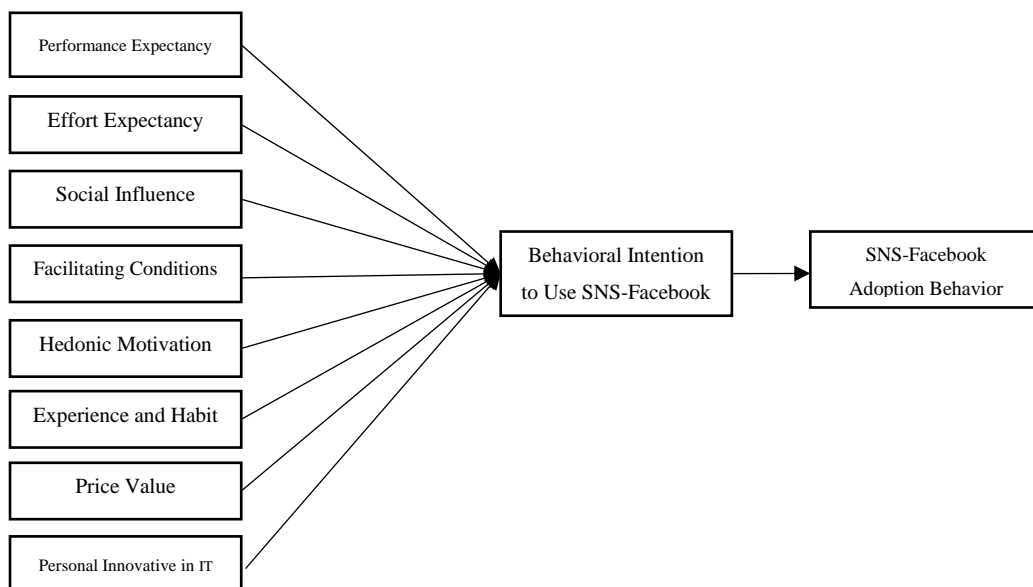 Performance Expectancy
Effort Expectancy
Social Influence
Facilitating Conditions
Hedonic Motivation
Experience and Habit
Price Value
Personal Innovative in IT
Behavioral Intention
to Use SNS-Facebook
SNS-Facebook
Adoption Behavior